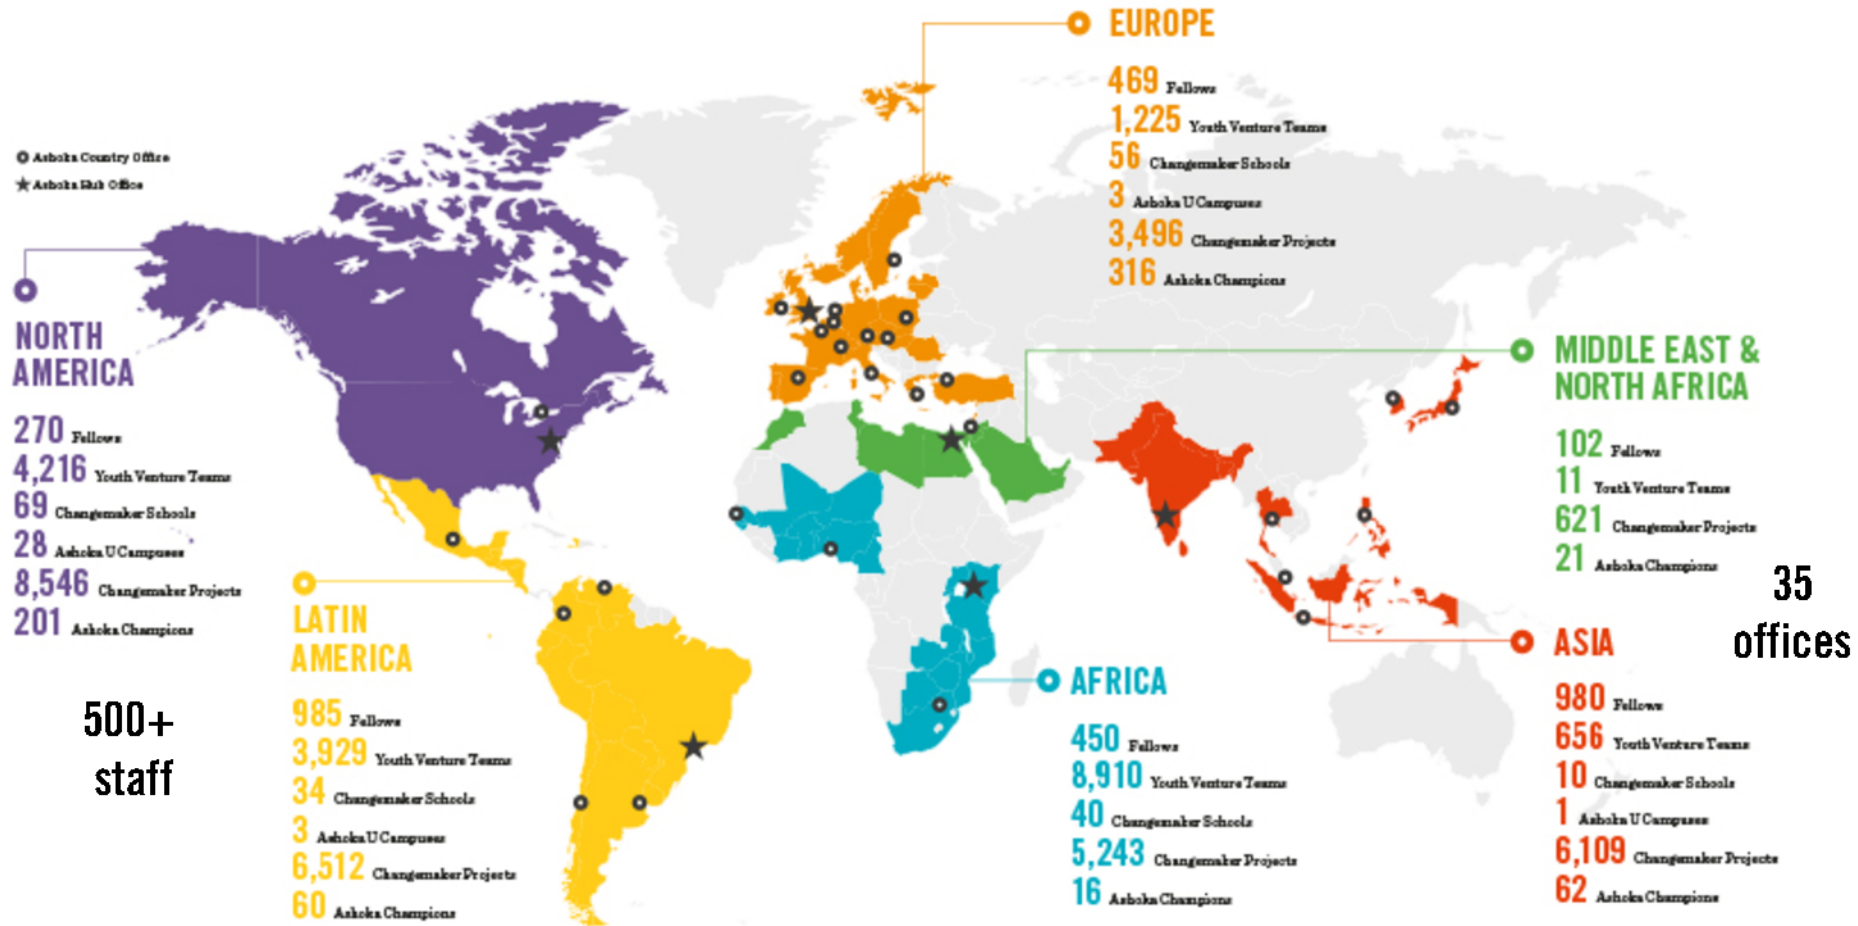 Ashoka Country Office
Ashoka Hub Office
NORTH
AMERICA
270 Fellows
4,216 Youth Venture Teams
69 Changemaker Schools
28 Ashoka U Campuses
8,546 Changemaker Projects
201 Ashoka Champions
500+
staff
LATIN
AMERICA
985 Fellows
3,929 Youth Venture Teams
34 Changemaker Schools
3 Ashoka U Campuses
6,512 Changemaker Projects
60 Ashoka Champions
EUROPE
469 Fellows
1,225 Youth Venture Teams
56 Changemaker Schools
3 Ashoka U Campuses
3,496 Changemaker Projects
316 Ashoka Champions
MIDDLE EAST &
NORTH AFRICA
102 Fellows
11 Youth Venture Teams
621 Changemaker Projects
21 Ashoka Champions
35
offices
AFRICA
450 Fellows
8,910 Youth Venture Teams
40 Changemaker Schools
5,243 Changemaker Projects
16 Ashoka Champions
ASIA
980 Fellows
656 Youth Venture Teams
10 Changemaker Schools
1 Ashoka U Campuses
6,109 Changemaker Projects
62 Ashoka Champions